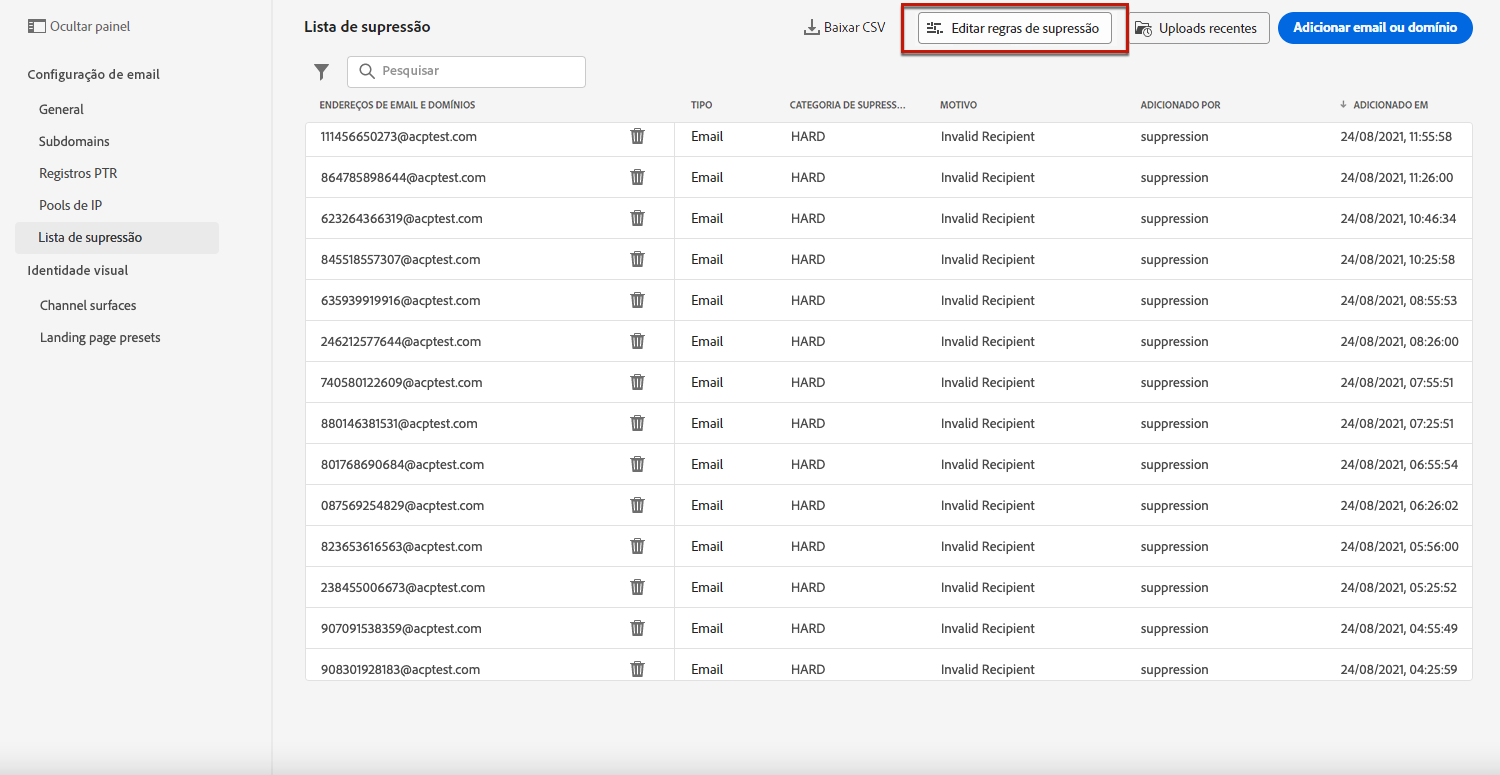 Ocultar painel
Configuração de email
General
Subdomains
Registros PTR
Pools de IP
Lista de supressão
Identidade visual
Channel surfaces
Landing page presets
Lista de supressão
Baixar CSV
Editar regras de supressão
Uploads recentes
Adicionar email ou domínio
Pesquisar
ENDEREÇOS DE EMAIL E DOMÍNIOS TIPO CATEGORIA DE SUPRESS... MOTIVO ADICIONADO POR ADICIONADO EM
111456650273@acptest.com Email HARD Invalid Recipient suppression 24/08/2021, 11:55:58
864785898644@acptest.com Email HARD Invalid Recipient suppression 24/08/2021, 11:26:00
623264366319@acptest.com Email HARD Invalid Recipient suppression 24/08/2021, 10:46:34
845518557307@acptest.com Email HARD Invalid Recipient suppression 24/08/2021, 10:25:58
635939919916@acptest.com Email HARD Invalid Recipient suppression 24/08/2021, 08:55:53
246212577644@acptest.com Email HARD Invalid Recipient suppression 24/08/2021, 08:26:00
740580122609@acptest.com Email HARD Invalid Recipient suppression 24/08/2021, 07:55:51
880146381531@acptest.com Email HARD Invalid Recipient suppression 24/08/2021, 07:25:51
801768690684@acptest.com Email HARD Invalid Recipient suppression 24/08/2021, 06:55:54
087569254829@acptest.com Email HARD Invalid Recipient suppression 24/08/2021, 06:26:02
823653616563@acptest.com Email HARD Invalid Recipient suppression 24/08/2021, 05:56:00
238455006673@acptest.com Email HARD Invalid Recipient suppression 24/08/2021, 05:25:52
907091538359@acptest.com Email HARD Invalid Recipient suppression 24/08/2021, 04:55:49
908301928183@acptest.com Email HARD Invalid Recipient suppression 24/08/2021, 04:25:59